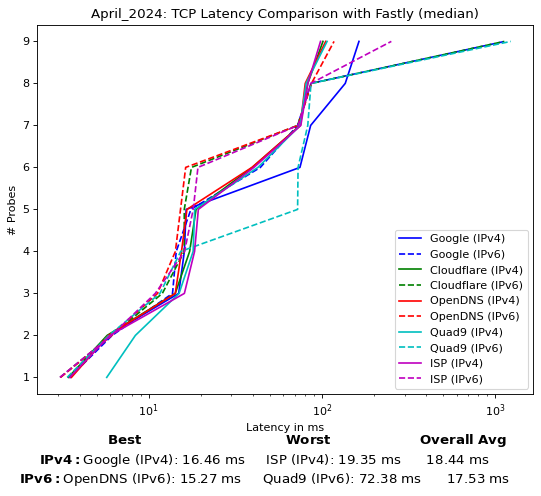 April_2024: TCP Latency Comparison with Fastly (median)
9
8
7
6
5
4
3
2
1
# Probes
Google (IPv4)
Google (IPv6)
Cloudflare (IPv4)
Cloudflare (IPv6)
OpenDNS (IPv4)
OpenDNS (IPv6)
Quad9 (IPv4)
Quad9 (IPv6)
ISP (IPv4)
ISP (IPv6)
10¹ 10² 10³
Latency in ms
Best Worst Overall Avg
IPv4: Google (IPv4): 16.46 ms ISP (IPv4): 19.35 ms 18.44 ms
IPv6: OpenDNS (IPv6): 15.27 ms Quad9 (IPv6): 72.38 ms 17.53 ms